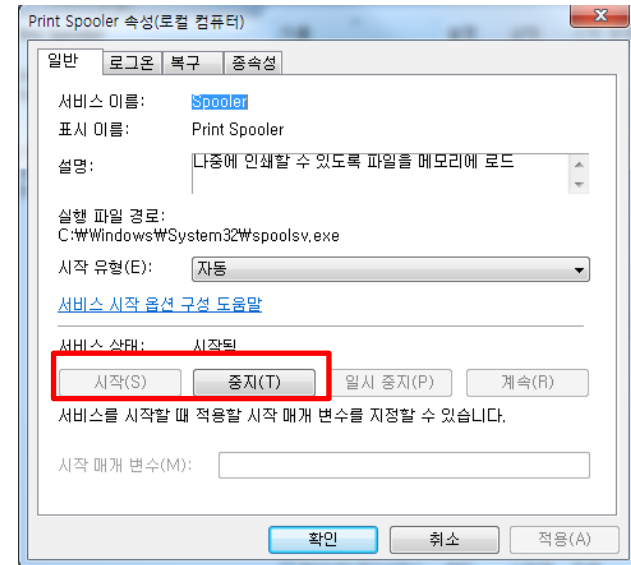 Print Spooler 속성(로컬 컴퓨터)
일반 로그온 복구 종속성
서비스 이름: Spooler
표시 이름: Print Spooler
설명: 나중에 인쇄할 수 있도록 파일을 메모리에 로드
실행 파일 경로:
C:₩Windows₩System32₩spoolsv.exe
시작 유형(E): 자동
서비스 시작 옵션 구성 도움말
서비스 상태: 시작됨
시작(S) 중지(T) 일시 중지(P) 계속(R)
서비스를 시작할 때 적용할 시작 매개 변수를 지정할 수 있습니다.
시작 매개 변수(M):
확인 취소 적용(A)